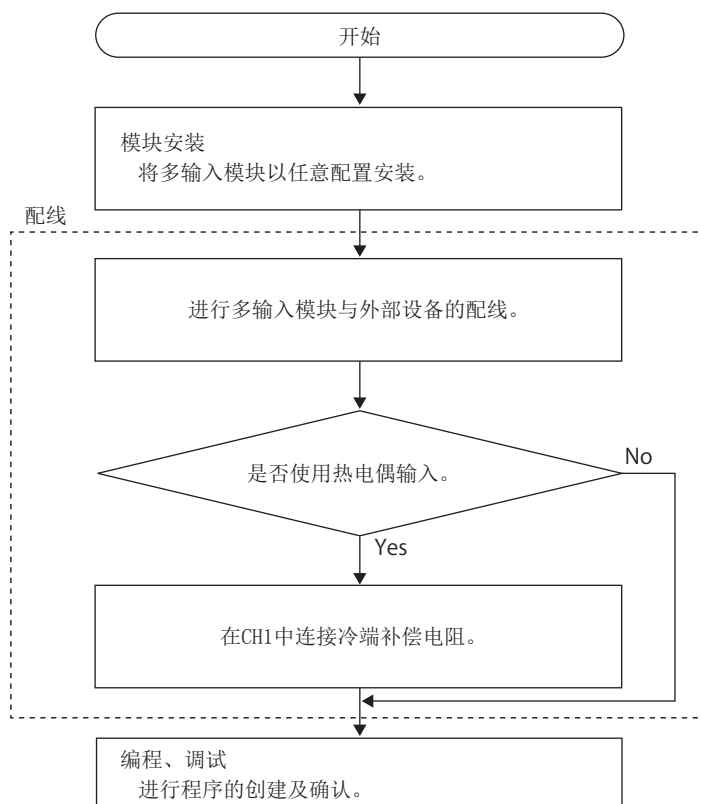 开始
模块安装
将多输入模块以任意配置安装。
配线
进行多输入模块与外部设备的配线。
是否使用热电偶输入。
No
Yes
在CH1中连接冷端补偿电阻。
编程、调试
进行程序的创建及确认。